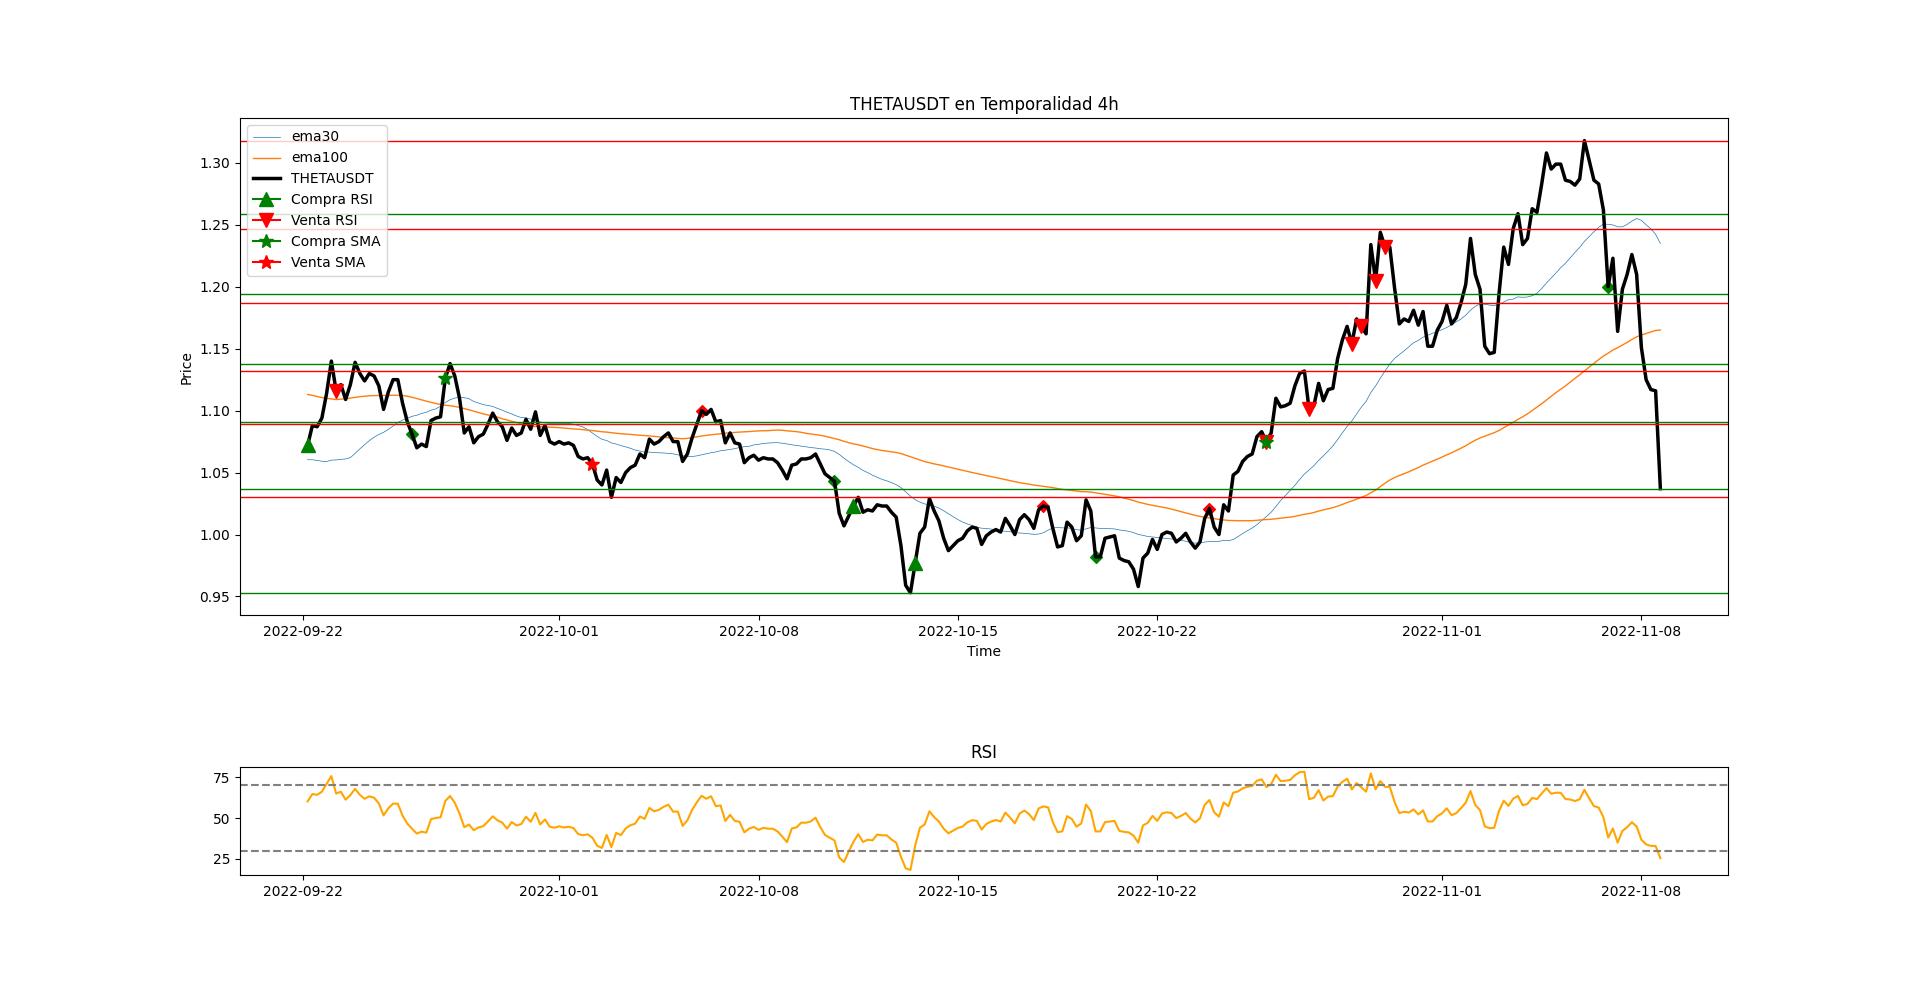 THETAUSDT en Temporalidad 4h
ema30
ema100
THETAUSDT
Compra RSI
Venta RSI
Compra SMA
Venta SMA
1.30
1.25
1.20
1.15
1.10
1.05
1.00
0.95
Price
2022-09-22 2022-10-01 2022-10-08 2022-10-15 2022-10-22 2022-11-01 2022-11-08
Time
RSI
75
50
25
2022-09-22 2022-10-01 2022-10-08 2022-10-15 2022-10-22 2022-11-01 2022-11-08